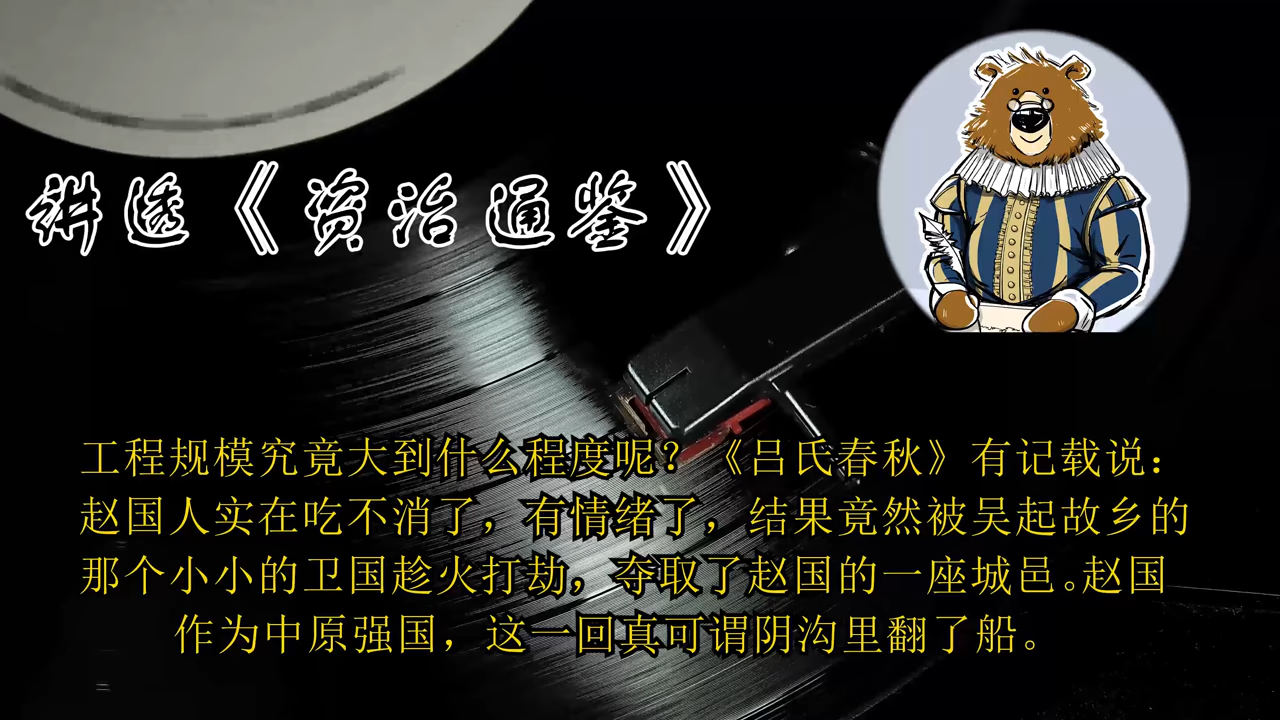 讲透《资治通鉴》
工程规模究竟大到什么程度呢？《吕氏春秋》有记载说：
赵国人实在吃不消了，有情绪了，结果竟然被吴起故乡的
那个小小的卫国趁火打劫，夺取了赵国的一座城邑。赵国
作为中原强国，这一回真可谓阴沟里翻了船。